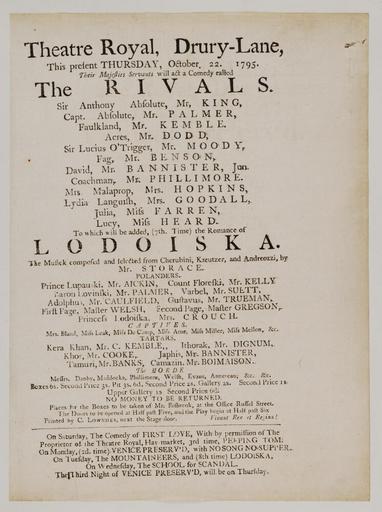 Theatre Royal, Drury-Lane,
This present THURSDAY, October, 22. 1795.
Their Majesties Servants will act a Comedy called
The RIVALS.
Sir Anthony Absolute, Mr, KING,
Capt. Absolute, Mr. PALMER,
Faulkland, Mr. KEMBLE.
Acres, Mr. DODD,
Sir Lucius O'Trigger, Mr. MOODY,
Fag, Mr. BENSON,
David, Mr. BANNISTER, Jun.
Coachman, Mr. PHILLIMORE.
Mrs. Malaprop, Mrs. HOPKINS,
Lydia Languish, Mrs. GOODALL,
Julia, Miss FARREN,
Lucy, Miss HEARD.
To which will be added, (7th. Time) the Romance of
LODOISKA.
The Musick composed and selected from Cherubini, Kreutzer, and Andreozzi, by
Mr. STORACE.
POLANDERS.
Prince Lupauski, Mr. AICKIN, Count Floreski, Mr. KELLY
Baron Lovinski, Mr. PALMER, Varbel, Mr. SUETT,
Adolphus, Mr. CAULFIELD, Gustavus, Mr. TRUEMAN,
First Page, Master WELSH, Second Page, Master GREGSON,
Princess Lodoiska, Mrs. CROUCH.
CAPTIVES.
Mrs. Bland, Miss Leak, Miss De Camp, Miss Arne, Miss Mellon, &c.
TARTARS.
Kera Khan, Mr. C. KEMBLE, Ithorak, Mr. DIGNUM,
Khor, Mr. COOKE, Japhis, Mr. BANNISTER,
Tamuri, Mr. BANKS, Camazin, Mr. BOIMAISON.
The HORDE
Messrs. Danby, Maddocks, Phillimore, Welsh, Evans, &c. &c.
Boxes 6s. Second Price 3s. Pit 3s. 6d. Second Price 2s. Gallery 2s. Second Price 1s.
Upper Gallery 1s Second Price 6d.
NO MONEY TO BE RETURNED.
Places for the Boxes to be taken of Mr. Fosbrook, at the Office Russell Street.
The Doors to be opened at Half past Five, and the Play begin at Half past Six
Printed by C. LOWNDES, next the Stage-door. Vivant Rex et Regina!
On Saturday, The Comedy of FIRST LOVE, With by permission of The
Proprietor of the Theatre Royal, Hay market, 3rd time, PEEPING TOM:
On Monday, (2d. time) VENICE PRESERV'D, with NO SONG NO SUPPER.
On Tuesday, The MOUNTAINEERS, and (8th time) LODOISKA,
On Wednesday, The SCHOOL for SCANDAL.
The Third Night of VENICE PRESERV'D, will be on Thursday.